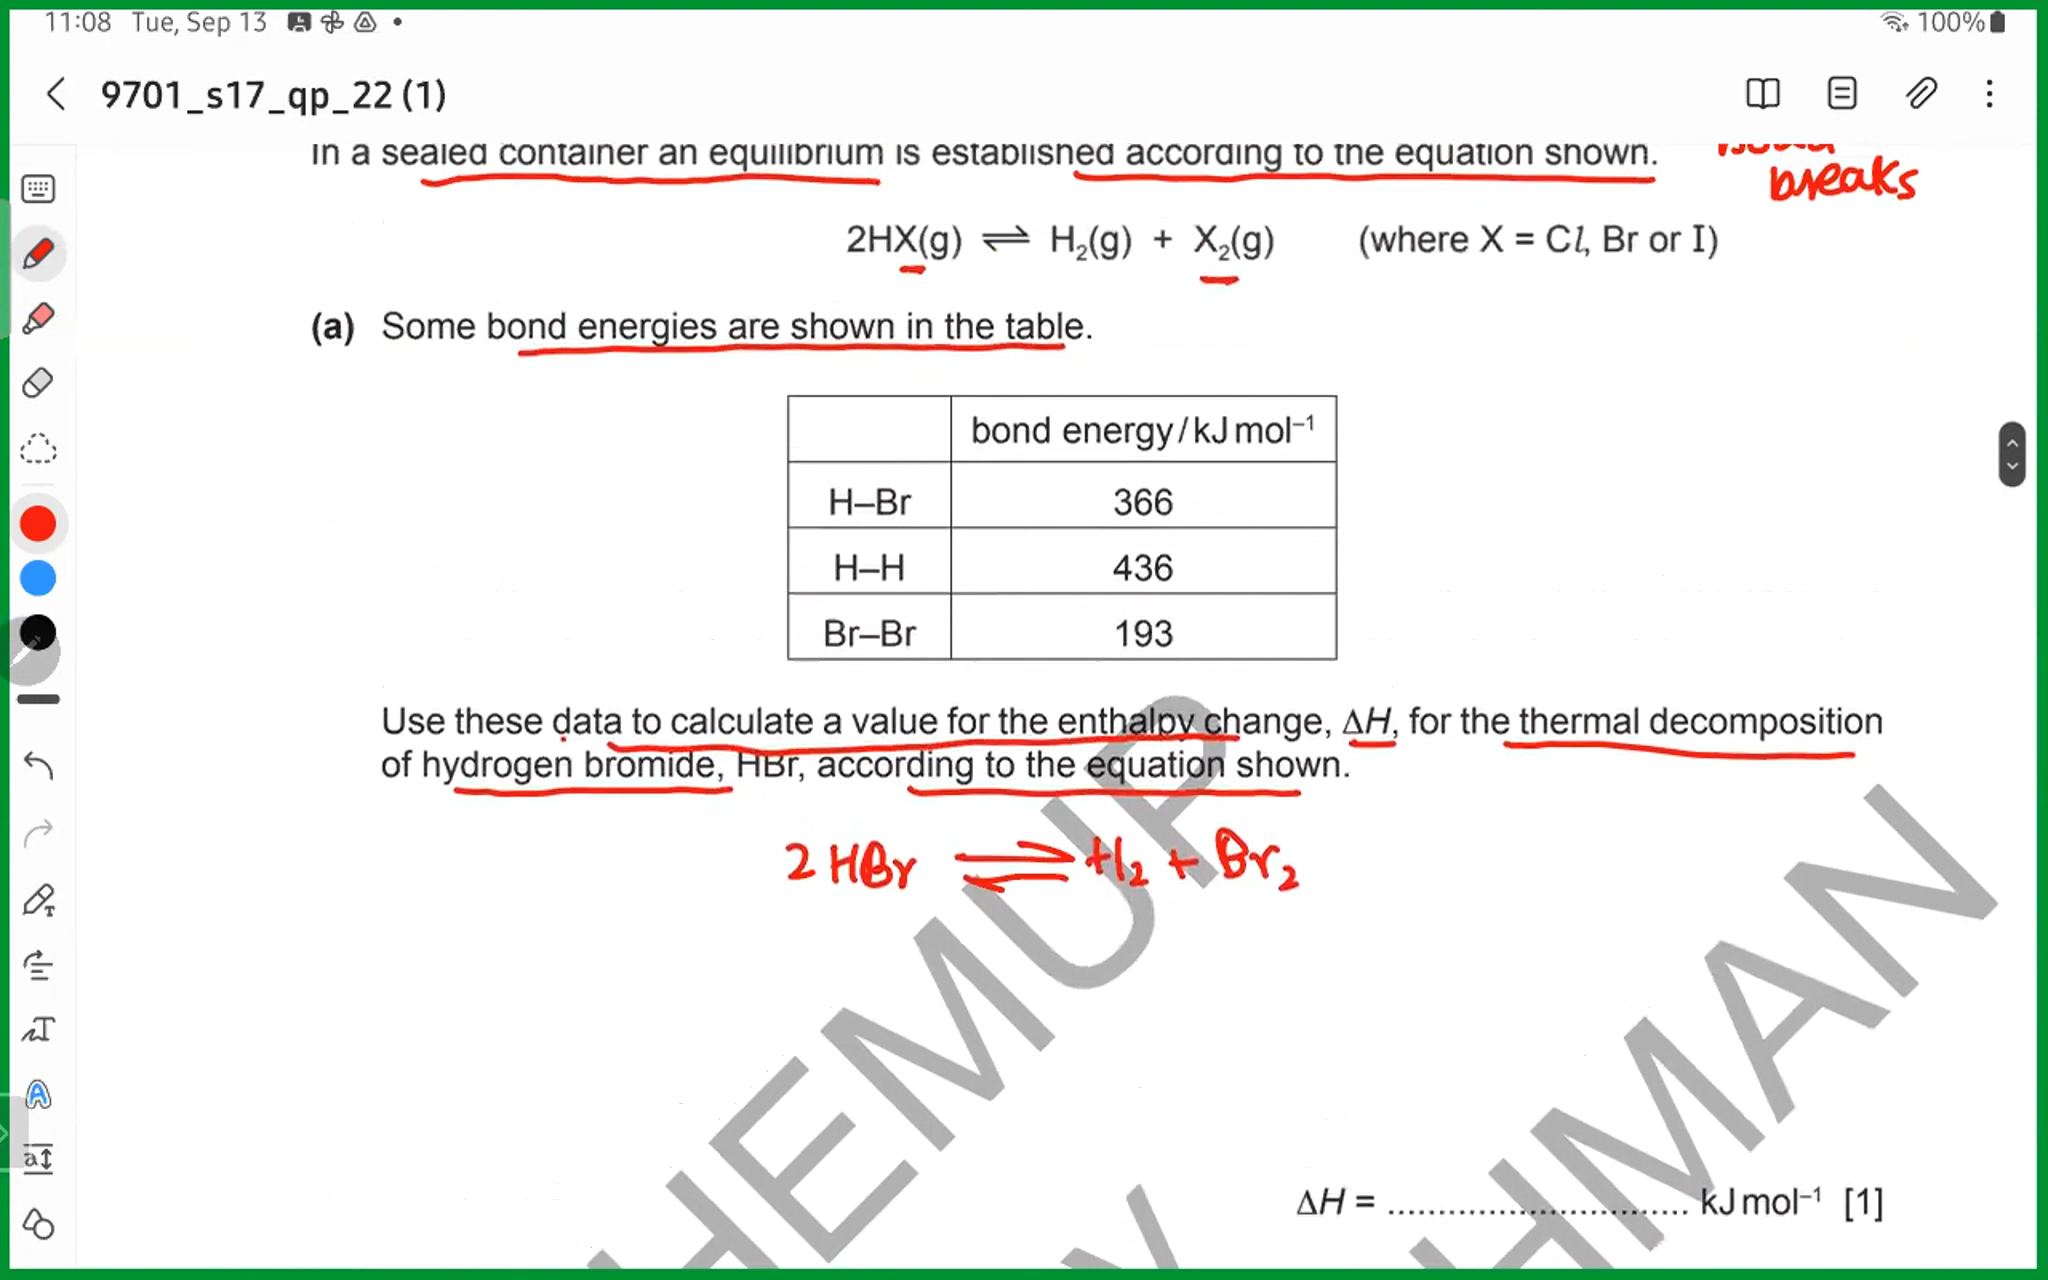 11:08 Tue, Sep 13
100%
9701_s17_qp_22 (1)
In a sealed container an equilibrium is established according to the equation shown.
breaks
2HX(g) ⇌ H₂(g) + X₂(g) (where X = Cl, Br or I)
(a) Some bond energies are shown in the table.
bond energy / kJ mol⁻¹
H–Br 366
H–H 436
Br–Br 193
Use these data to calculate a value for the enthalpy change, ΔH, for the thermal decomposition
of hydrogen bromide, HBr, according to the equation shown.
2 HBr ⇌ H₂ + Br₂
ΔH = .............................. kJ mol⁻¹ [1]
HEMUP
HMAN